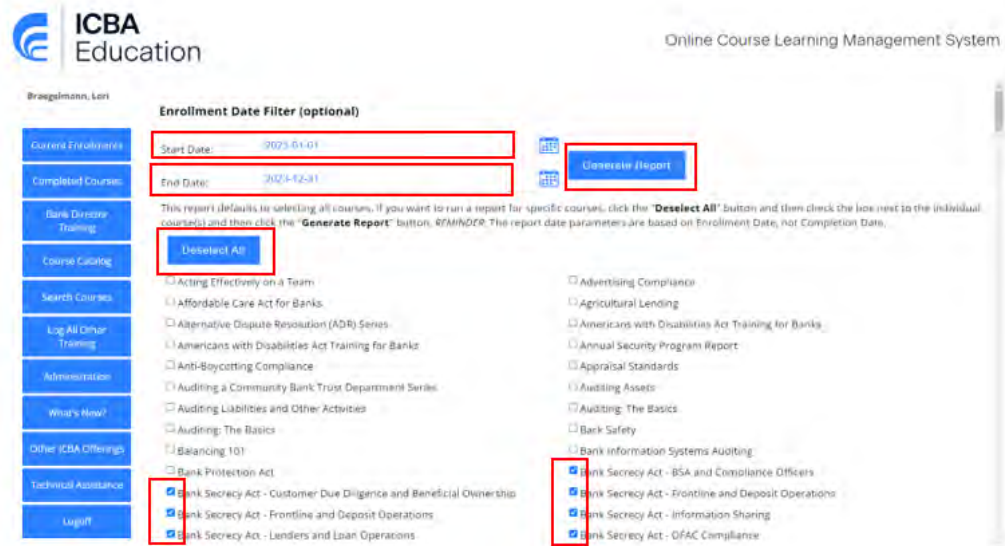 ICBA
Education
Online Course Learning Management System
Braegelmann, Lori
Enrollment Date Filter (optional)
Current Enrollments
Start Date: 2023-01-01
Generate Report
Completed Courses
End Date: 2023-12-31
Bank Director
Training
This report defaults to selecting all courses. If you want to run a report for specific courses, click the "Deselect All" button and then check the box next to the individual
course(s) and then click the "Generate Report" button. REMINDER: The report date parameters are based on Enrollment Date, not Completion Date.
Deselect All
Course Catalog
Acting Effectively on a Team
Advertising Compliance
Search Courses
Affordable Care Act for Banks
Agricultural Lending
Log All Other
Training
Alternative Dispute Resolution (ADR) Series
Americans with Disabilities Act Training for Banks
Americans with Disabilities Act Training for Banks
Annual Security Program Report
Administration
Anti-Boycotting Compliance
Appraisal Standards
Auditing a Community Bank Trust Department Series
Auditing Assets
What's New?
Auditing Liabilities and Other Activities
Auditing: The Basics
Auditing: The Basics
Back Safety
Other ICBA Offerings
Balancing 101
Bank Information Systems Auditing
Bank Protection Act
Bank Secrecy Act - BSA and Compliance Officers
Technical Assistance
Bank Secrecy Act - Customer Due Diligence and Beneficial Ownership
Bank Secrecy Act - Frontline and Deposit Operations
Logoff
Bank Secrecy Act - Frontline and Deposit Operations
Bank Secrecy Act - Information Sharing
Bank Secrecy Act - Lenders and Loan Operations
Bank Secrecy Act - OFAC Compliance